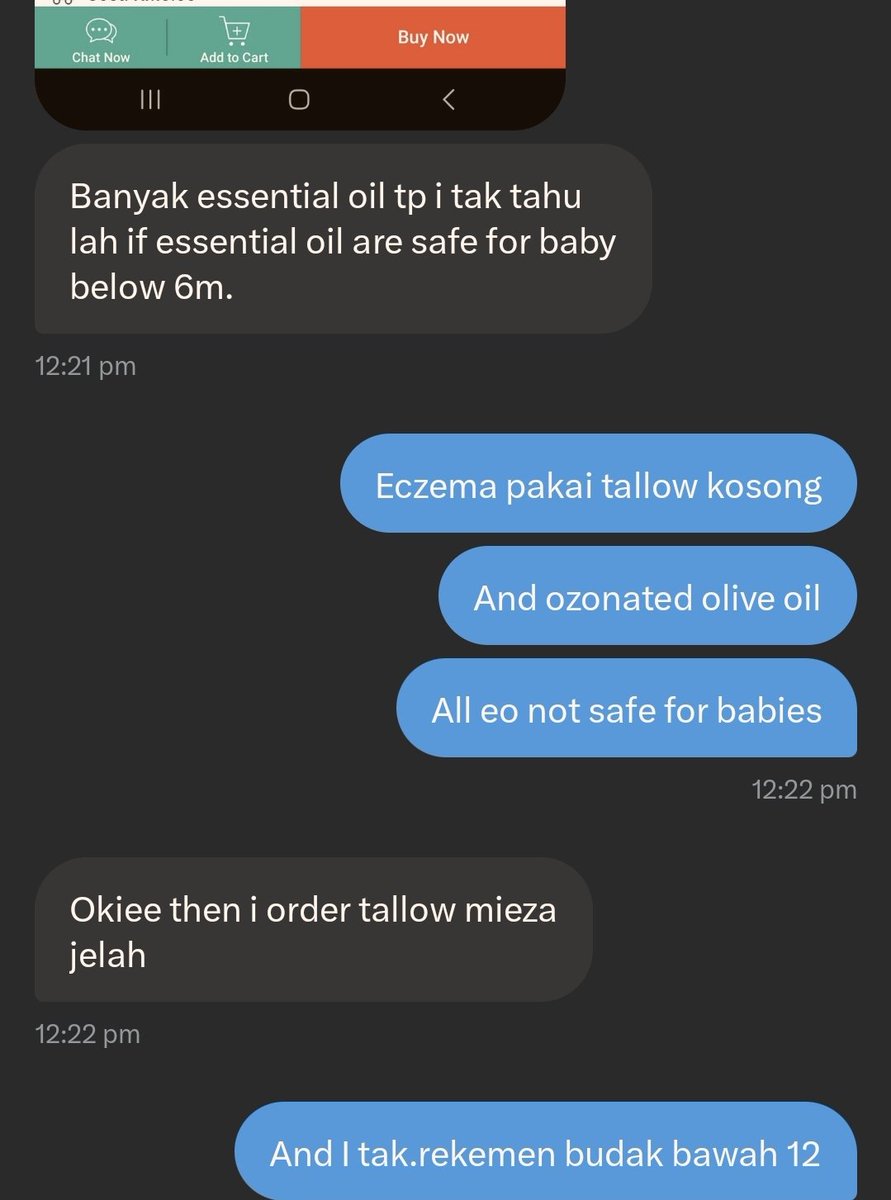 Chat Now
Add to Cart
Buy Now
Banyak essential oil tp i tak tahu
lah if essential oil are safe for baby
below 6m.
12:21 pm
Eczema pakai tallow kosong
And ozonated olive oil
All eo not safe for babies
12:22 pm
Okiee then i order tallow mieza
jelah
12:22 pm
And I tak.rekemen budak bawah 12